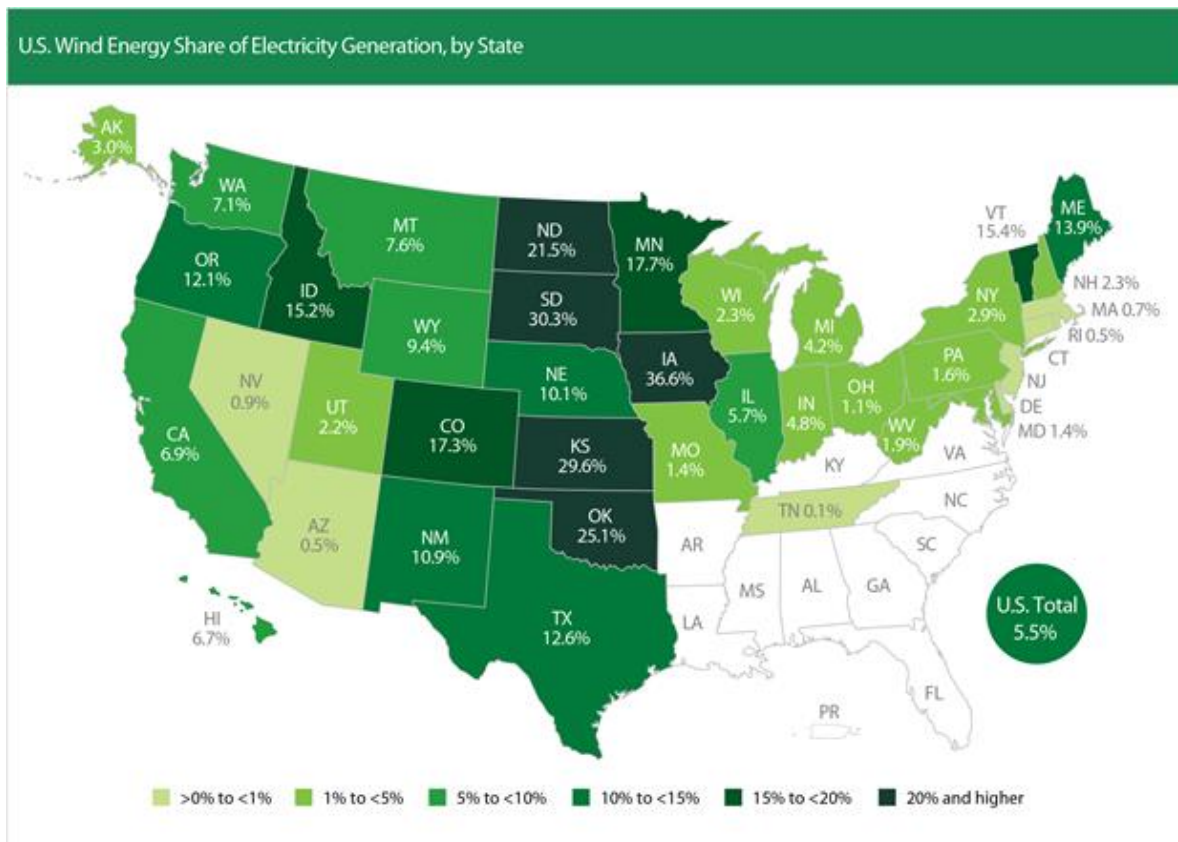 U.S. Wind Energy Share of Electricity Generation, by State
AK
3.0%
WA
7.1%
MT
7.6%
ND
21.5%
MN
17.7%
VT
15.4%
ME
13.9%
OR
12.1%
ID
15.2%
SD
30.3%
WI
2.3%
NY
2.9%
NH 2.3%
MA 0.7%
RI 0.5%
CT
WY
9.4%
MI
4.2%
PA
1.6%
NJ
DE
MD 1.4%
NV
0.9%
UT
2.2%
NE
10.1%
IA
36.6%
IL
5.7%
IN
4.8%
OH
1.1%
WV
1.9%
VA
CA
6.9%
CO
17.3%
KS
29.6%
MO
1.4%
KY
NC
AZ
0.5%
NM
10.9%
OK
25.1%
AR
TN 0.1%
SC
MS
AL
GA
HI
6.7%
TX
12.6%
LA
FL
PR
U.S. Total
5.5%
>0% to <1%
1% to <5%
5% to <10%
10% to <15%
15% to <20%
20% and higher